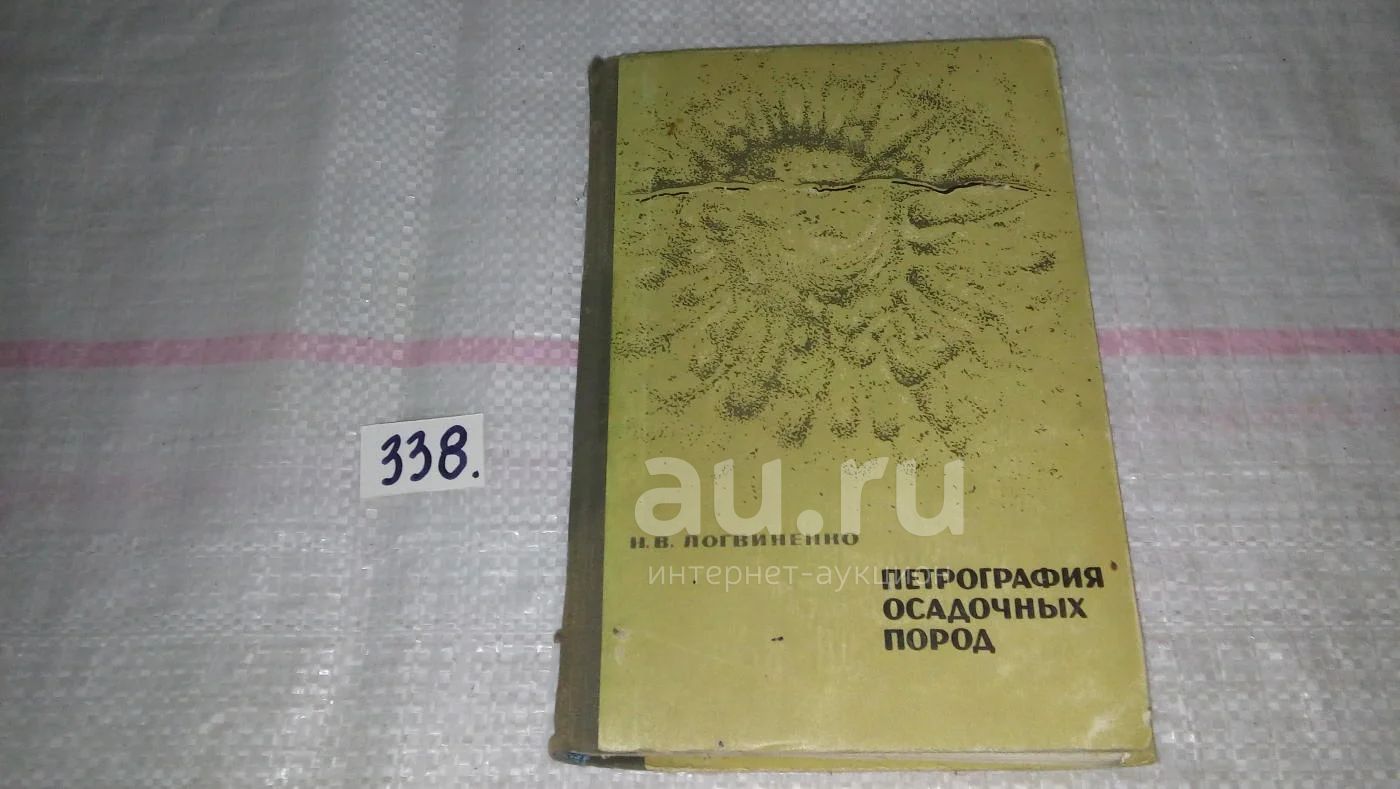 338.
au.ru
Н.В. ЛОГВИНЕНКО
интернет-аукцион
ПЕТРОГРАФИЯ
ОСАДОЧНЫХ
ПОРОД